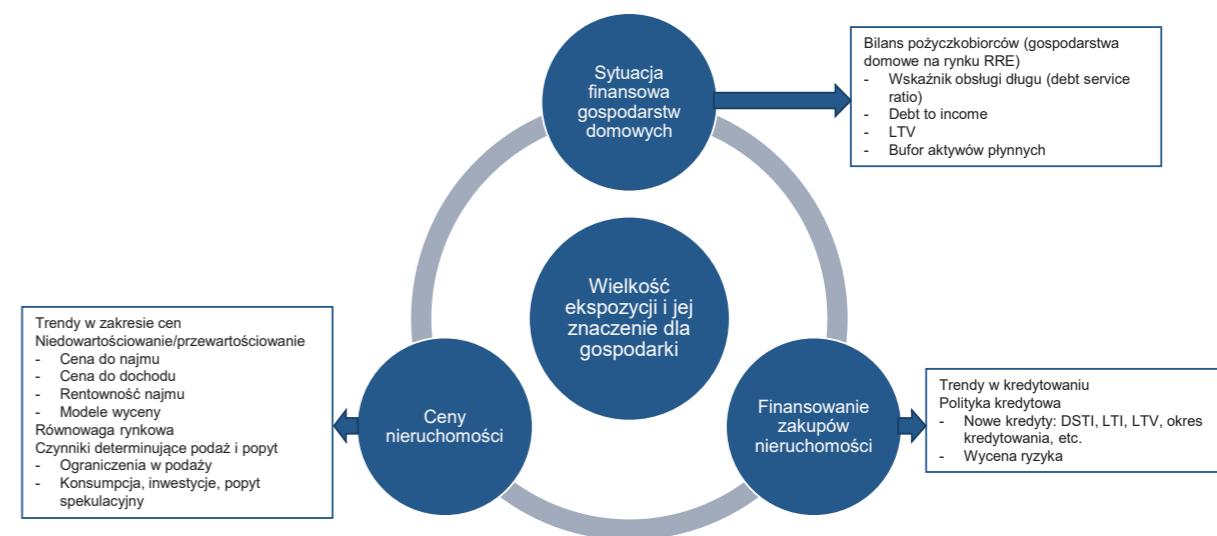 Sytuacja
finansowa
gospodarstw
domowych
Bilans pożyczkobiorców (gospodarstwa
domowe na rynku RRE)
- Wskaźnik obsługi długu (debt service
ratio)
- Debt to income
- LTV
- Bufor aktywów płynnych
Wielkość
ekspozycji i jej
znaczenie dla
gospodarki
Trendy w zakresie cen
Niedowartościowanie/przewartościowanie
- Cena do najmu
- Cena do dochodu
- Rentowność najmu
- Modele wyceny
Równowaga rynkowa
Czynniki determinujące podaż i popyt
- Ograniczenia w podaży
- Konsumpcja, inwestycje, popyt
spekulacyjny
Ceny
nieruchomości
Finansowanie
zakupów
nieruchomości
Trendy w kredytowaniu
Polityka kredytowa
- Nowe kredyty: DSTI, LTI, LTV, okres
kredytowania, etc.
- Wycena ryzyka